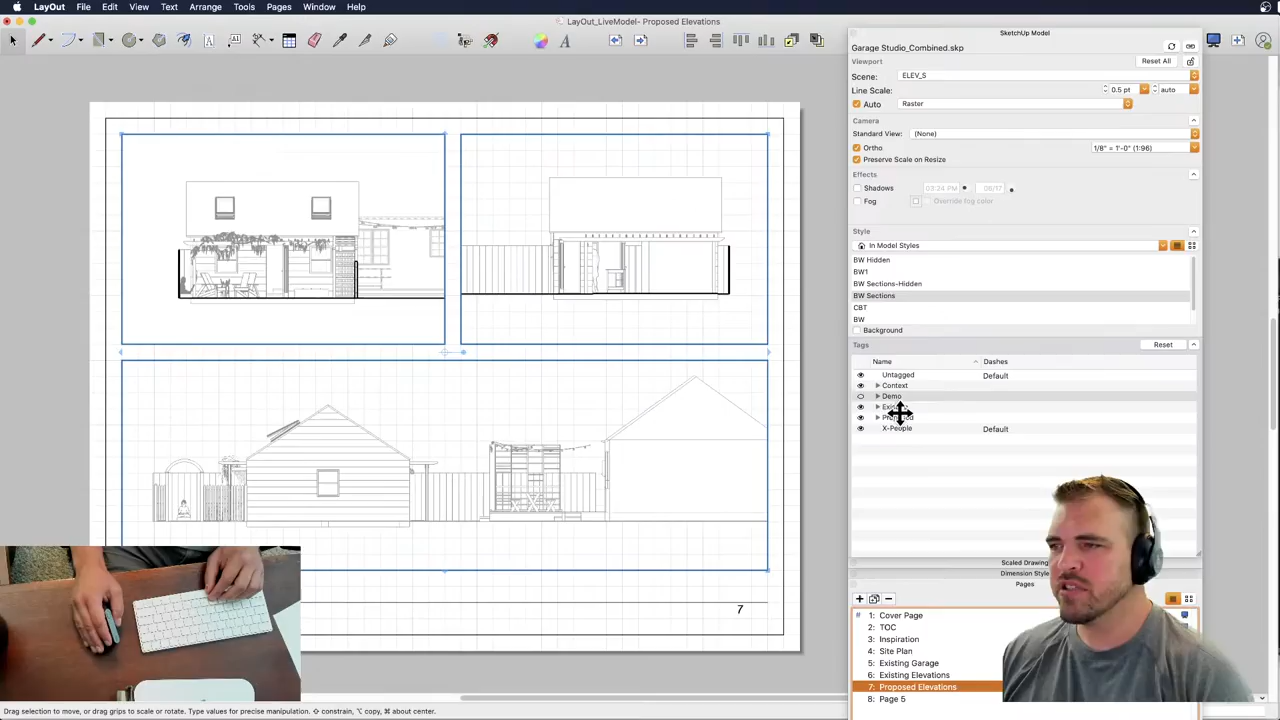 LayOut File Edit View Text Arrange Tools Pages Window Help
LayOut_LiveModel- Proposed Elevations
SketchUp Model
Garage Studio_Combined.skp
Viewport
Reset All
Scene: ELEV_S
Line Scale: 0.5 pt auto
Auto Raster
Camera
Standard View: (None)
Ortho 1/8" = 1'-0" (1:96)
Preserve Scale on Resize
Effects
Shadows 03:24 PM 06/17
Fog Override fog color
Style
In Model Styles
BW Hidden
BW1
BW Sections-Hidden
BW Sections
CBT
BW
Background
Tags Reset
Name Dashes
Untagged Default
Context
Demo
X-People Default
Scaled Drawing
Dimension Style
Pages
# 1: Cover Page
2: TOC
3: Inspiration
4: Site Plan
5: Existing Garage
6: Existing Elevations
7: Proposed Elevations
8: Page 5
7
Drag selection to move, or drag grips to scale or rotate. Type values for precise manipulation. ⇧ constrain, ⌥ copy, ⌘ about center.